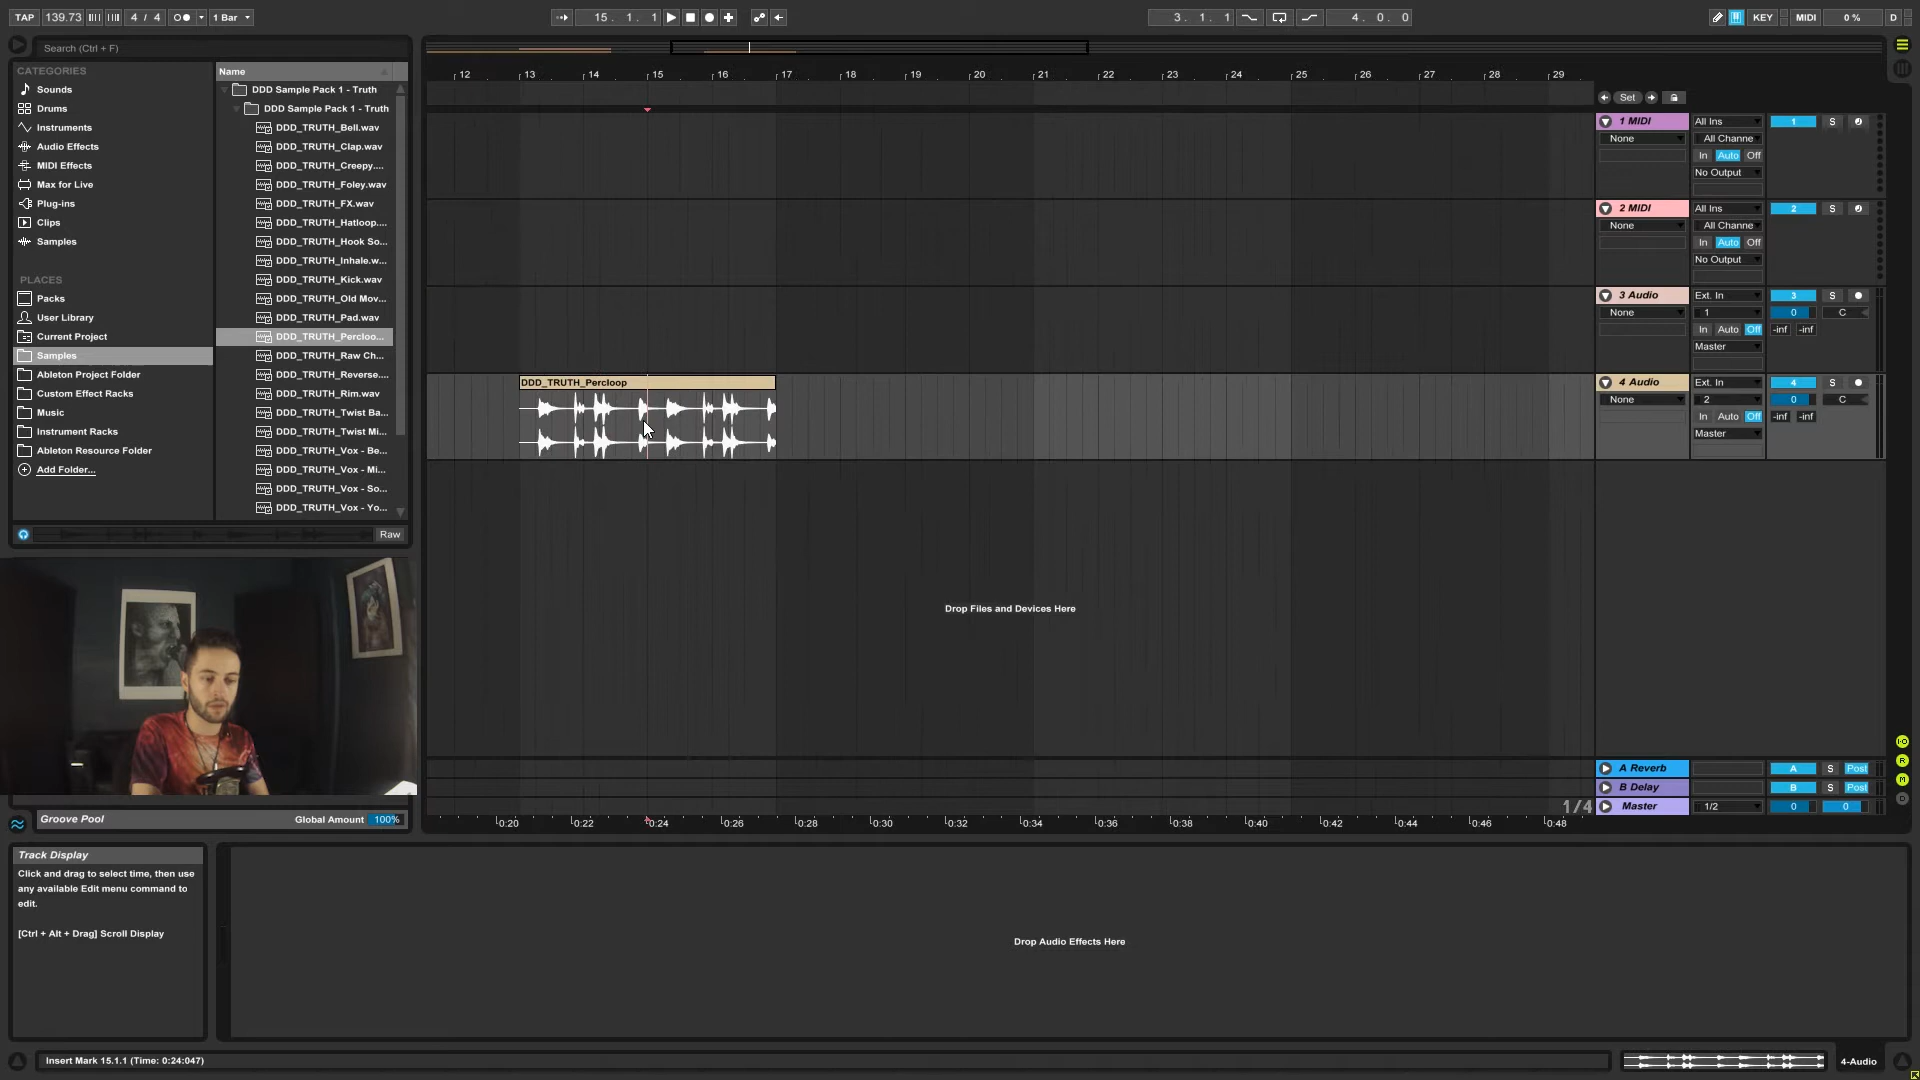 TAP 139.73 4 / 4 1 Bar 15. 1. 1 3. 1. 1 4. 0. 0 KEY MIDI 0 % D
Search (Ctrl + F)
CATEGORIES
Sounds
Drums
Instruments
Audio Effects
MIDI Effects
Max for Live
Plug-ins
Clips
Samples
PLACES
Packs
User Library
Current Project
Samples
Ableton Project Folder
Custom Effect Racks
Music
Instrument Racks
Ableton Resource Folder
Add Folder...
Name
DDD Sample Pack 1 - Truth
DDD Sample Pack 1 - Truth
DDD_TRUTH_Bell.wav
DDD_TRUTH_Clap.wav
DDD_TRUTH_Creepy....
DDD_TRUTH_Foley.wav
DDD_TRUTH_FX.wav
DDD_TRUTH_Hatloop....
DDD_TRUTH_Hook So...
DDD_TRUTH_Inhale.w...
DDD_TRUTH_Kick.wav
DDD_TRUTH_Old Mov...
DDD_TRUTH_Pad.wav
DDD_TRUTH_Percloo...
DDD_TRUTH_Raw Ch...
DDD_TRUTH_Reverse....
DDD_TRUTH_Rim.wav
DDD_TRUTH_Twist Ba...
DDD_TRUTH_Twist Mi...
DDD_TRUTH_Vox - Be...
DDD_TRUTH_Vox - Mi...
DDD_TRUTH_Vox - So...
DDD_TRUTH_Vox - Yo...
Raw
12 13 14 15 16 17 18 19 20 21 22 23 24 25 26 27 28 29
Set
1 MIDI All Ins 1 S
None All Channe
In Auto Off
No Output
2 MIDI All Ins 2 S
None All Channe
In Auto Off
No Output
3 Audio Ext. In 3 S
None 1 0 C
In Auto Off -inf -inf
Master
DDD_TRUTH_Percloop
4 Audio Ext. In 4 S
None 2 0 C
In Auto Off -inf -inf
Master
Drop Files and Devices Here
A Reverb A S Post
B Delay B S Post
1/4 Master 1/2 0 0
0:20 0:22 0:24 0:26 0:28 0:30 0:32 0:34 0:36 0:38 0:40 0:42 0:44 0:46 0:48
Groove Pool Global Amount 100%
Track Display
Click and drag to select time, then use
any available Edit menu command to
edit.
[Ctrl + Alt + Drag] Scroll Display
Drop Audio Effects Here
Insert Mark 15.1.1 (Time: 0:24:047)
4-Audio